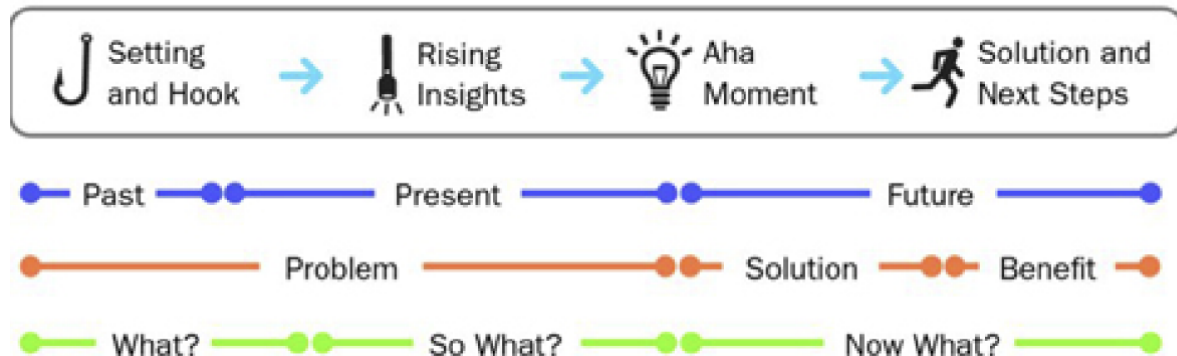 Setting
and Hook
Rising
Insights
Aha
Moment
Solution and
Next Steps
Past
Present
Future
Problem
Solution
Benefit
What?
So What?
Now What?